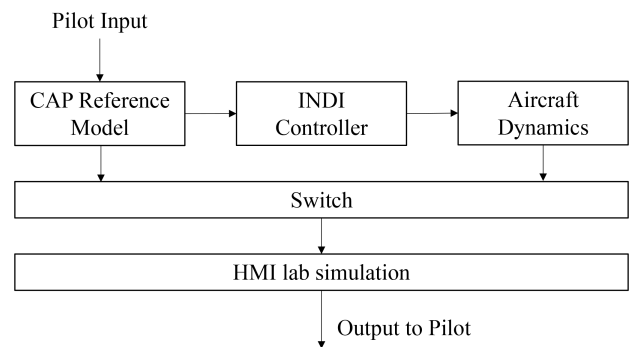 Pilot Input
CAP Reference
Model
INDI
Controller
Aircraft
Dynamics
Switch
HMI lab simulation
Output to Pilot